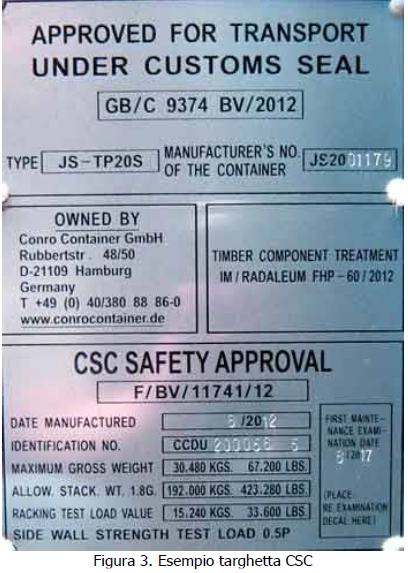 APPROVED FOR TRANSPORT
UNDER CUSTOMS SEAL
GB/C 9374 BV/2012
TYPE JS-TP20S MANUFACTURER'S NO. OF THE CONTAINER JS2001179
OWNED BY
Conro Container GmbH
Rubbertstr . 48/50
D-21109 Hamburg
Germany
T +49 (0) 40/380 88 86-0
www.conrocontainer.de
TIMBER COMPONENT TREATMENT
IM / RADALEUM FHP-60 / 2012
CSC SAFETY APPROVAL
F/BV/11741/12
DATE MANUFACTURED /2012
IDENTIFICATION NO. CCDU
MAXIMUM GROSS WEIGHT 30.480 KGS. 67.200 LBS.
ALLOW. STACK. WT. 1.8G. 192.000 KGS. 423.280 LBS.
RACKING TEST LOAD VALUE 15.240 KGS. 33.600 LBS.
SIDE WALL STRENGTH TEST LOAD 0.5P
FIRST MAINTE-
NANCE EXAMI-
NATION DATE
(PLACE
RE EXAMINATION
DECAL HERE)
Figura 3. Esempio targhetta CSC